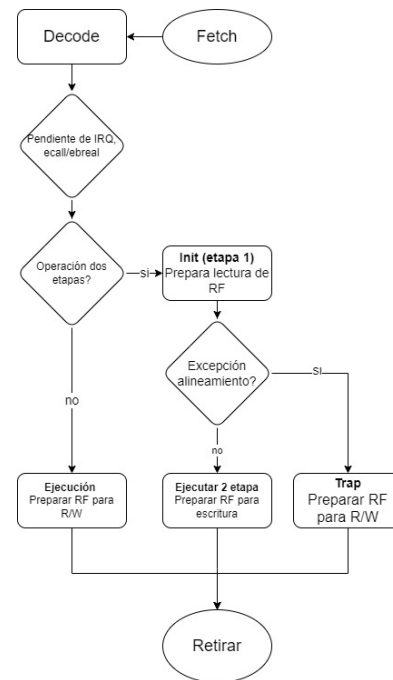 Decode
Fetch
Pendiente de IRQ,
ecall/ebreal
Operación dos
etapas?
si
Init (etapa 1)
Prepara lectura de
RF
Excepción
alineamiento?
SI
no
no
Ejecución
Preparar RF para
R/W
Ejecutar 2 etapa
Preparar RF para
escritura
Trap
Preparar RF
para R/W
Retirar